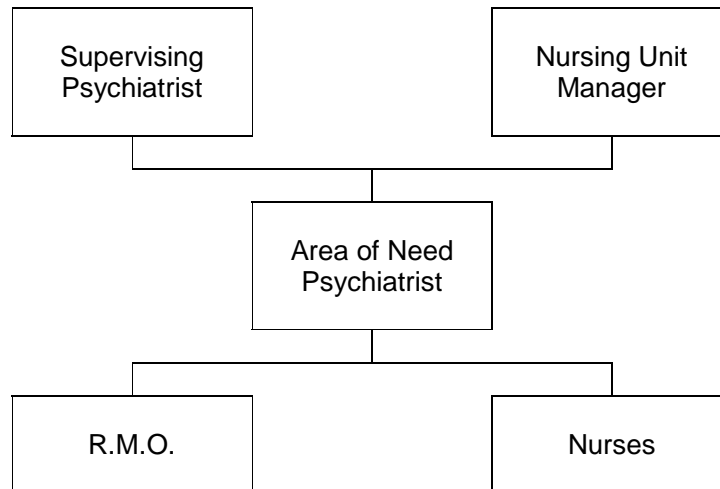 Supervising
Psychiatrist
Nursing Unit
Manager
Area of Need
Psychiatrist
R.M.O.
Nurses